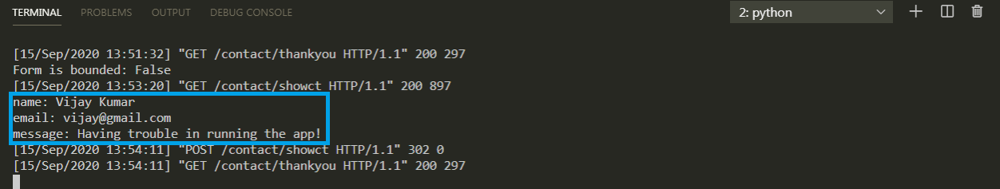 TERMINAL PROBLEMS OUTPUT DEBUG CONSOLE 2: python
[15/Sep/2020 13:51:32] "GET /contact/thankyou HTTP/1.1" 200 297
Form is bounded: False
[15/Sep/2020 13:53:20] "GET /contact/showct HTTP/1.1" 200 897
name: Vijay Kumar
email: vijay@gmail.com
message: Having trouble in running the app!
[15/Sep/2020 13:54:11] "POST /contact/showct HTTP/1.1" 302 0
[15/Sep/2020 13:54:11] "GET /contact/thankyou HTTP/1.1" 200 297